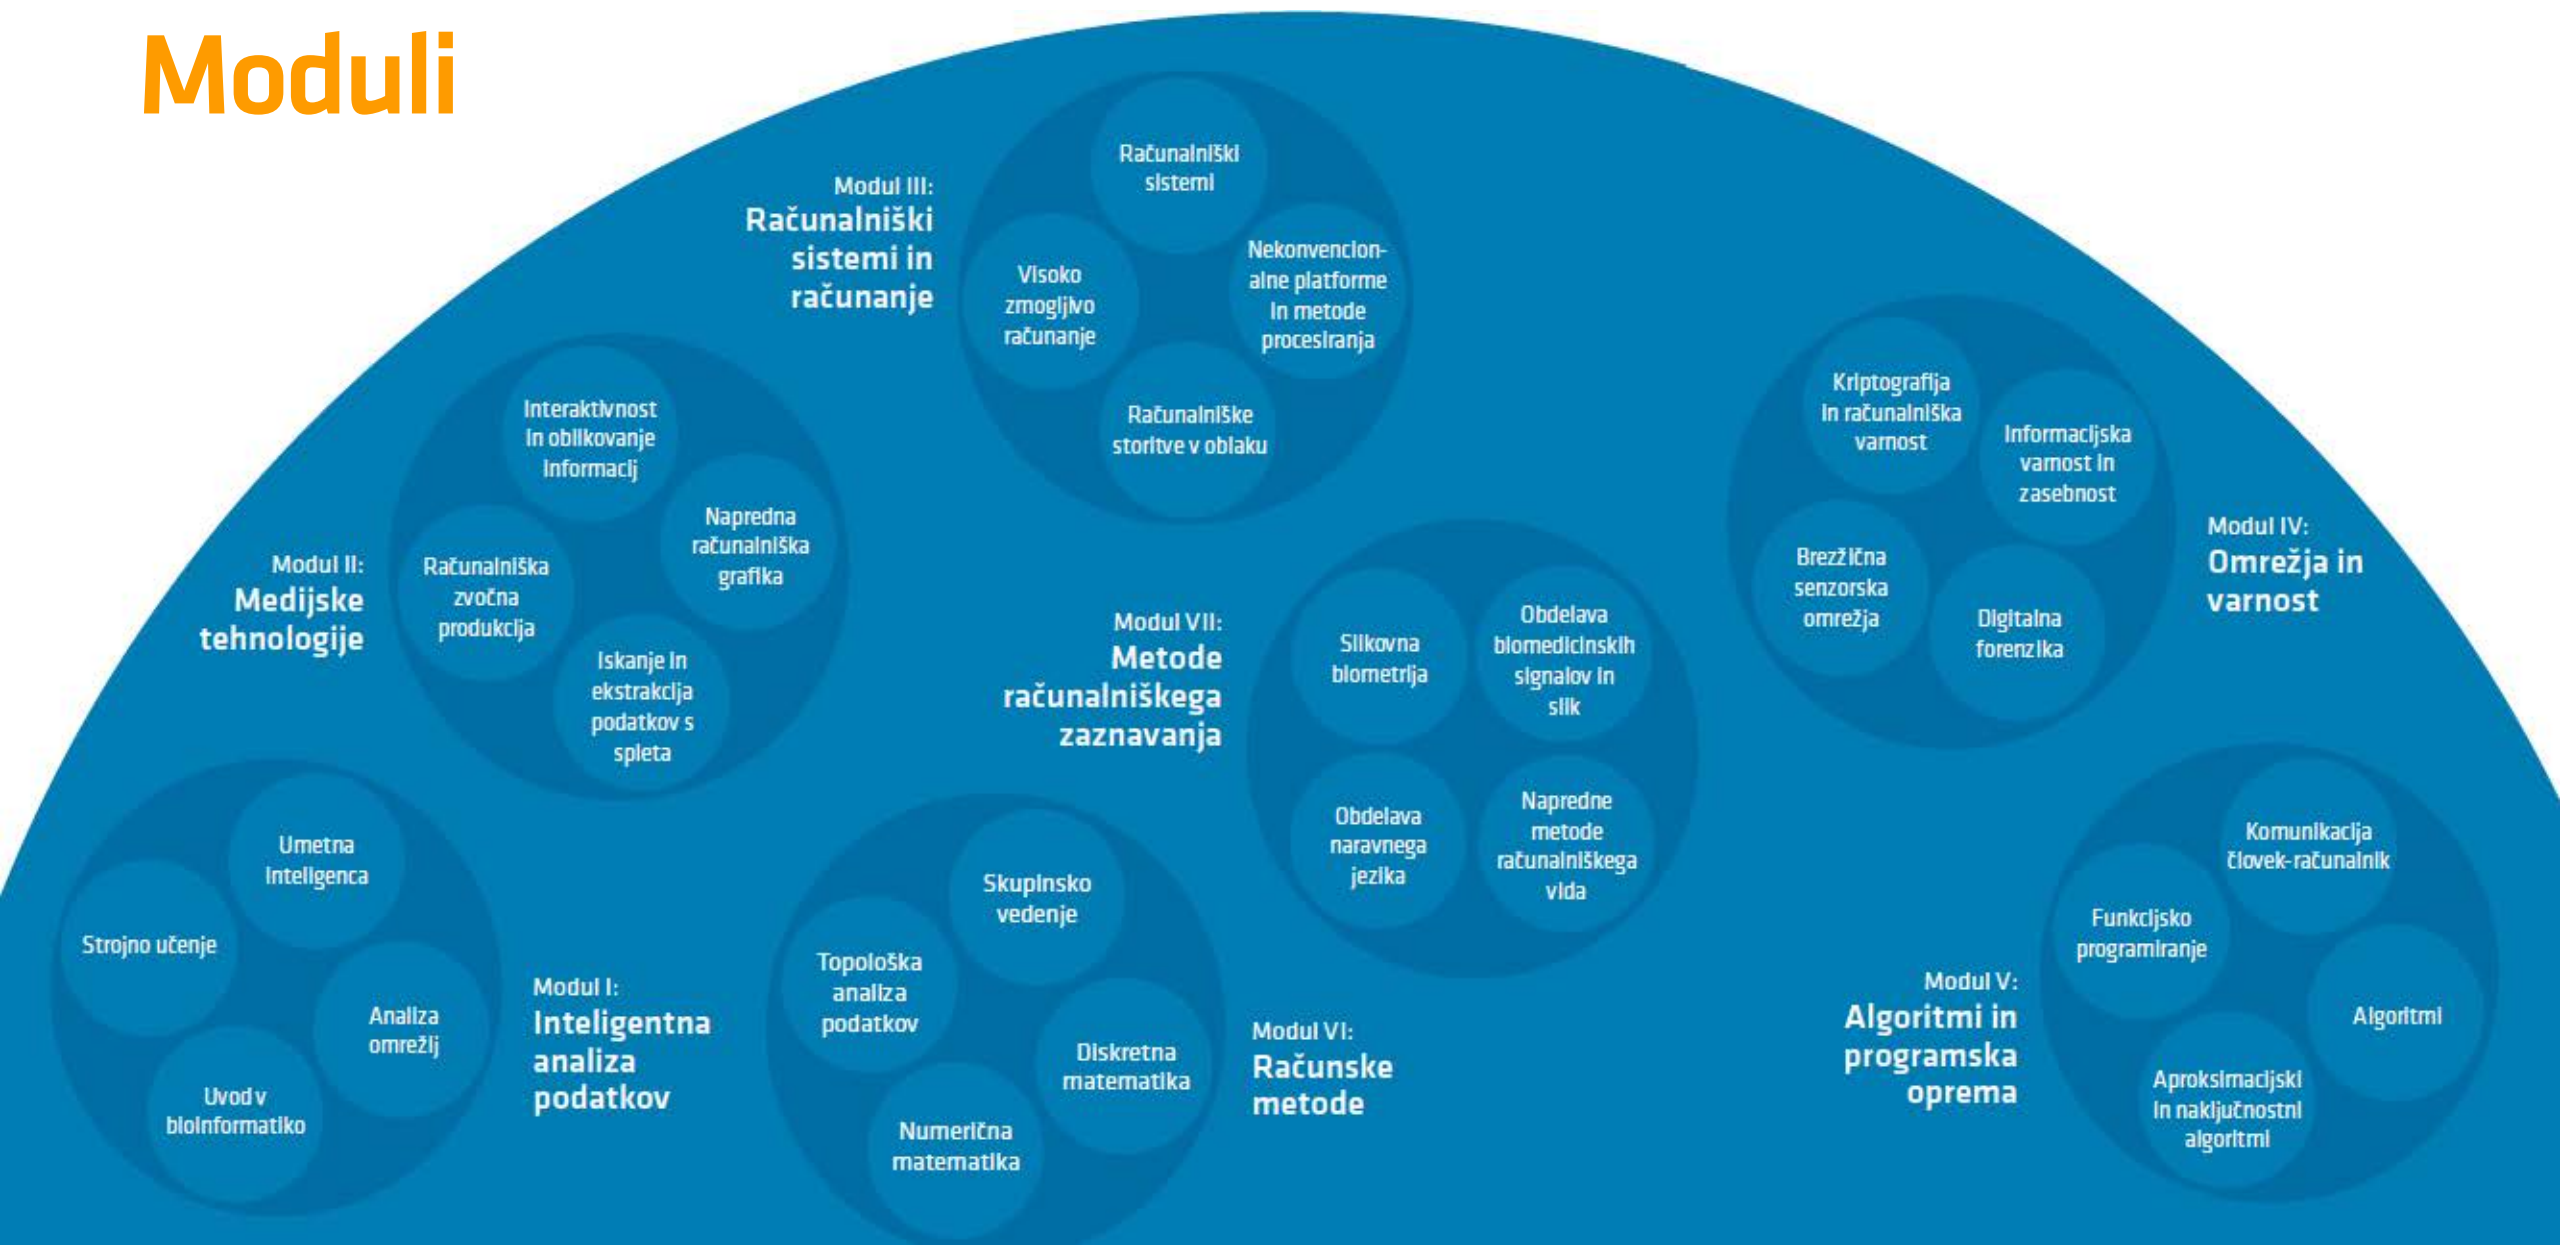 Moduli
Modul III:
Računalniški
sistemi in
računanje
Računalniški
sistemi
Visoko
zmogljivo
računanje
Nekonvencion-
alne platforme
in metode
procesiranja
Računalniške
storitve v oblaku
Modul II:
Medijske
tehnologije
Interaktivnost
in oblikovanje
informacij
Napredna
računalniška
grafika
Računalniška
zvočna
produkcija
Iskanje in
ekstrakcija
podatkov s
spleta
Modul IV:
Omrežja in
varnost
Kriptografija
in računalniška
varnost
Informacijska
varnost in
zasebnost
Brezžična
senzorska
omrežja
Digitalna
forenzika
Modul VII:
Metode
računalniškega
zaznavanja
Slikovna
biometrija
Obdelava
biomedicinskih
signalov in
slik
Obdelava
naravnega
jezika
Napredne
metode
računalniškega
vida
Modul I:
Inteligentna
analiza
podatkov
Umetna
inteligenca
Strojno učenje
Analiza
omrežij
Uvod v
bioinformatiko
Modul VI:
Računske
metode
Skupinsko
vedenje
Topološka
analiza
podatkov
Diskretna
matematika
Numerična
matematika
Modul V:
Algoritmi in
programska
oprema
Komunikacija
človek-računalnik
Funkcijsko
programiranje
Algoritmi
Aproksimacijski
in naključnostni
algoritmi